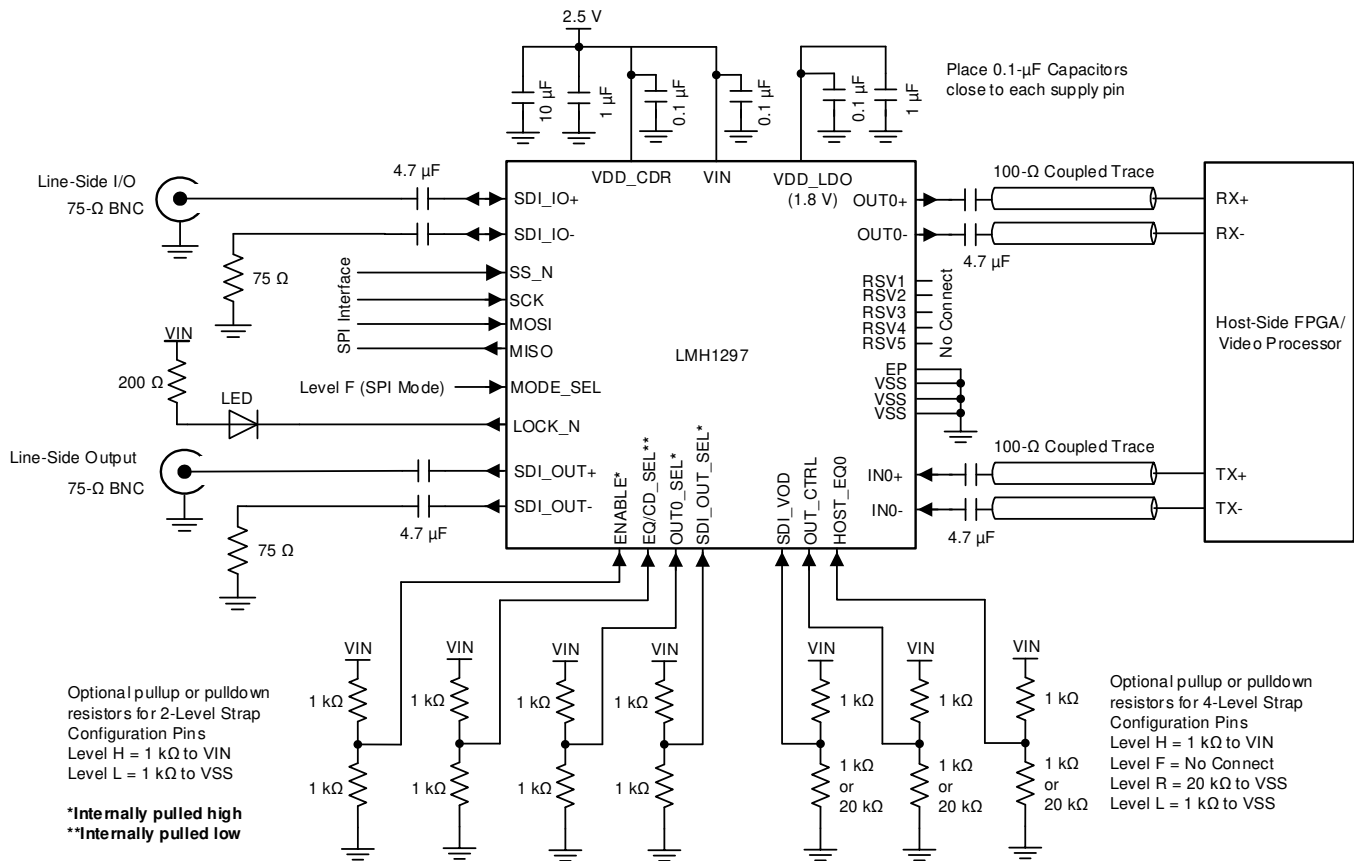 2.5 V
10 µF
1 µF
0.1 µF
0.1 µF
0.1 µF
1 µF
Place 0.1-µF Capacitors
close to each supply pin
VDD_CDR
VIN
VDD_LDO
(1.8 V)
Line-Side I/O
75-Ω BNC
4.7 µF
SDI_IO+
SDI_IO-
75 Ω
SPI Interface
SS_N
SCK
MOSI
MISO
Level F (SPI Mode)
MODE_SEL
VIN
200 Ω
LED
LOCK_N
Line-Side Output
75-Ω BNC
SDI_OUT+
SDI_OUT-
4.7 µF
75 Ω
LMH1297
OUT0+
OUT0-
100-Ω Coupled Trace
4.7 µF
RX+
RX-
RSV1
RSV2
RSV3
RSV4
RSV5
No Connect
EP
VSS
VSS
VSS
Host-Side FPGA/
Video Processor
100-Ω Coupled Trace
IN0+
IN0-
4.7 µF
TX+
TX-
ENABLE*
EQ/CD_SEL**
OUT0_SEL*
SDI_OUT_SEL*
SDI_VOD
OUT_CTRL
HOST_EQ0
VIN
VIN
VIN
VIN
VIN
VIN
VIN
1 kΩ
1 kΩ
1 kΩ
1 kΩ
1 kΩ
1 kΩ
1 kΩ
1 kΩ
1 kΩ
1 kΩ
1 kΩ
1 kΩ
or
20 kΩ
1 kΩ
or
20 kΩ
1 kΩ
or
20 kΩ
Optional pullup or pulldown
resistors for 2-Level Strap
Configuration Pins
Level H = 1 kΩ to VIN
Level L = 1 kΩ to VSS
*Internally pulled high
**Internally pulled low
Optional pullup or pulldown
resistors for 4-Level Strap
Configuration Pins
Level H = 1 kΩ to VIN
Level F = No Connect
Level R = 20 kΩ to VSS
Level L = 1 kΩ to VSS